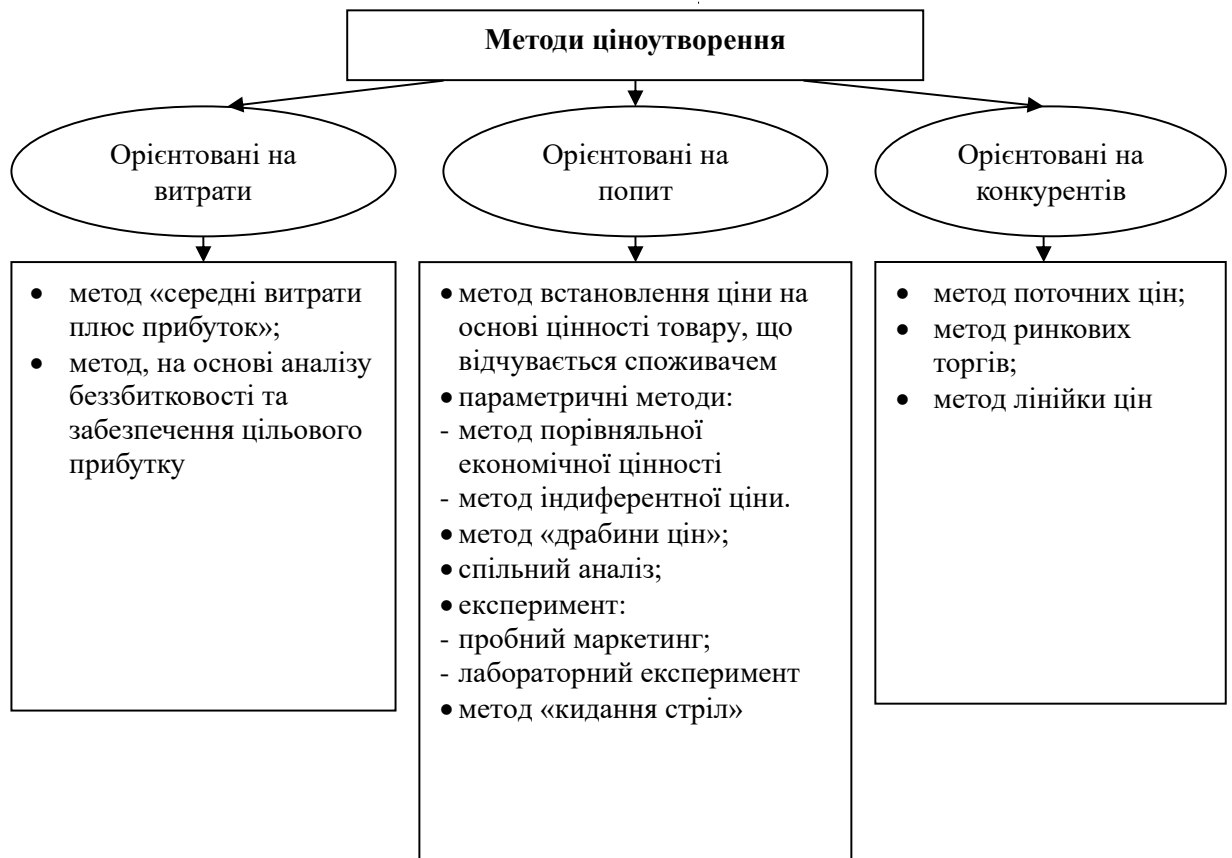 Методи ціноутворення
Орієнтовані на
витрати
Орієнтовані на
попит
Орієнтовані на
конкурентів
• метод «середні витрати
плюс прибуток»;
• метод, на основі аналізу
беззбитковості та
забезпечення цільового
прибутку
• метод встановлення ціни на
основі цінності товару, що
відчувається споживачем
• параметричні методи:
- метод порівняльної
економічної цінності
- метод індиферентної ціни.
• метод «драбини цін»;
• спільний аналіз;
• експеримент:
- пробний маркетинг;
- лабораторний експеримент
• метод «кидання стріл»
• метод поточних цін;
• метод ринкових
торгів;
• метод лінійки цін